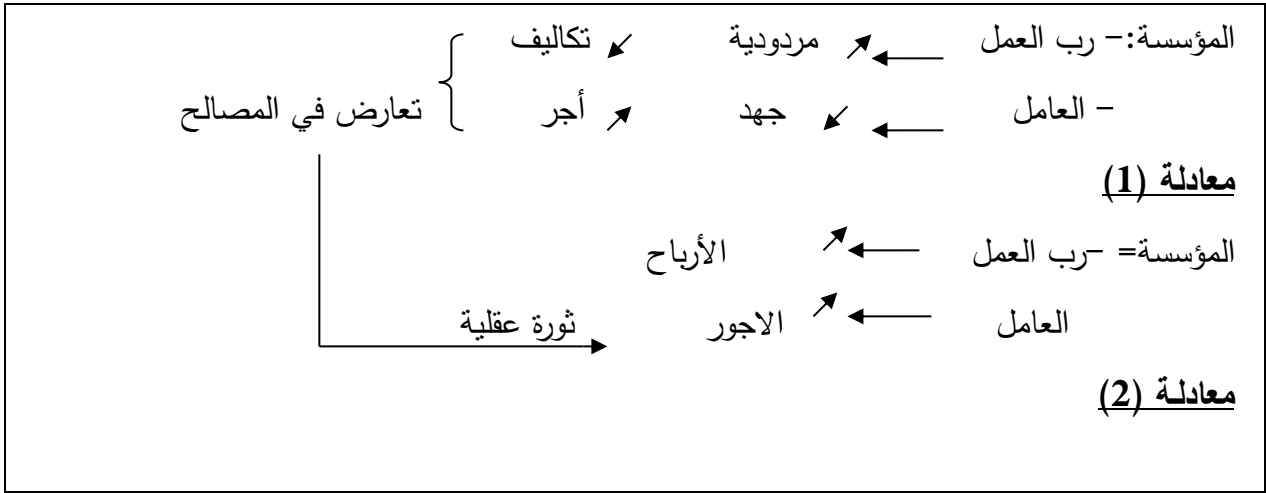 المؤسسة:– رب العمل مردودية تكاليف
– العامل جهد أجر تعارض في المصالح
معادلة (1)
المؤسسة= –رب العمل الأرباح
العامل الاجور ثورة عقلية
معادلة (2)